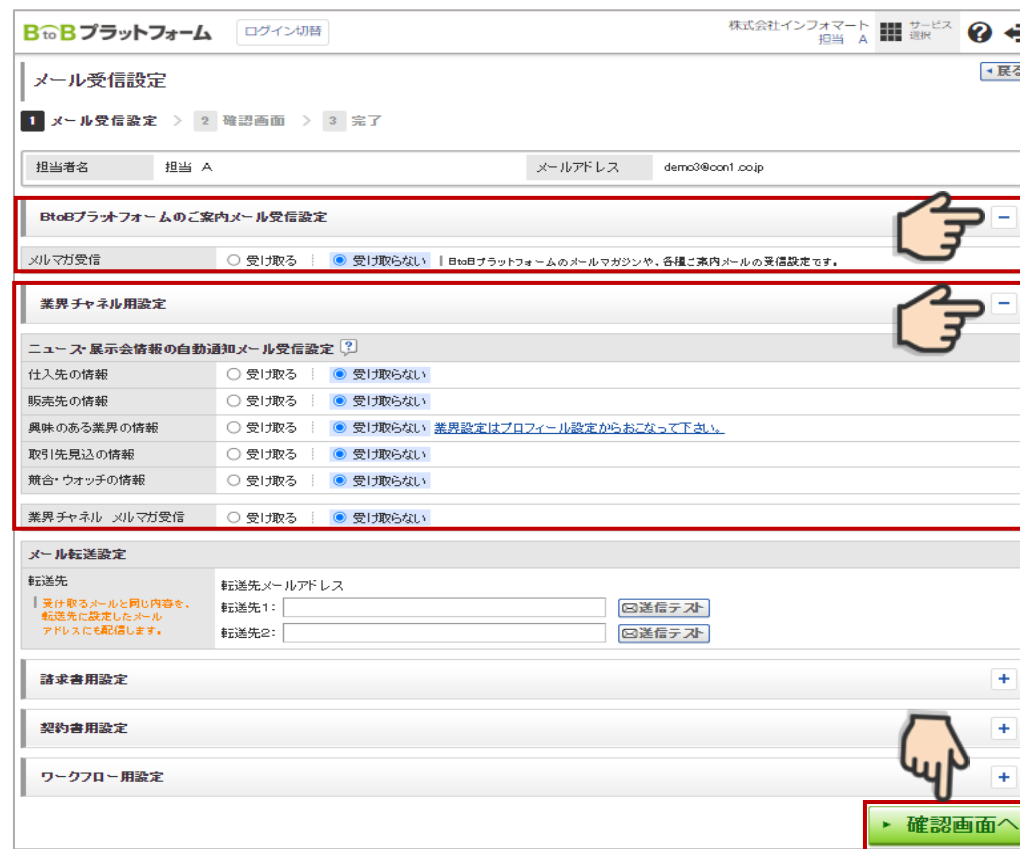 BtoBプラットフォーム ログイン切替 株式会社インフォマート サービス
担当 A 選択
メール受信設定 戻る
1 メール受信設定 > 2 確認画面 > 3 完了
担当者名 担当 A メールアドレス demo3@con1.co.jp
BtoBプラットフォームのご案内メール受信設定
メルマガ受信 受け取る 受け取らない BtoBプラットフォームのメールマガジンや、各種ご案内メールの受信設定です。
業界チャネル用設定
ニュース・展示会情報の自動通知メール受信設定 ?
仕入先の情報 受け取る 受け取らない
販売先の情報 受け取る 受け取らない
興味のある業界の情報 受け取る 受け取らない 業界設定はプロフィール設定からおこなって下さい。
取引先見込の情報 受け取る 受け取らない
競合・ウォッチの情報 受け取る 受け取らない
業界チャネル メルマガ受信 受け取る 受け取らない
メール転送設定
転送先 転送先メールアドレス
受け取るメールと同じ内容を、
転送先に設定したメール
アドレスにも配信します。
転送先1: 送信テスト
転送先2: 送信テスト
請求書用設定
契約書用設定
ワークフロー用設定
確認画面へ